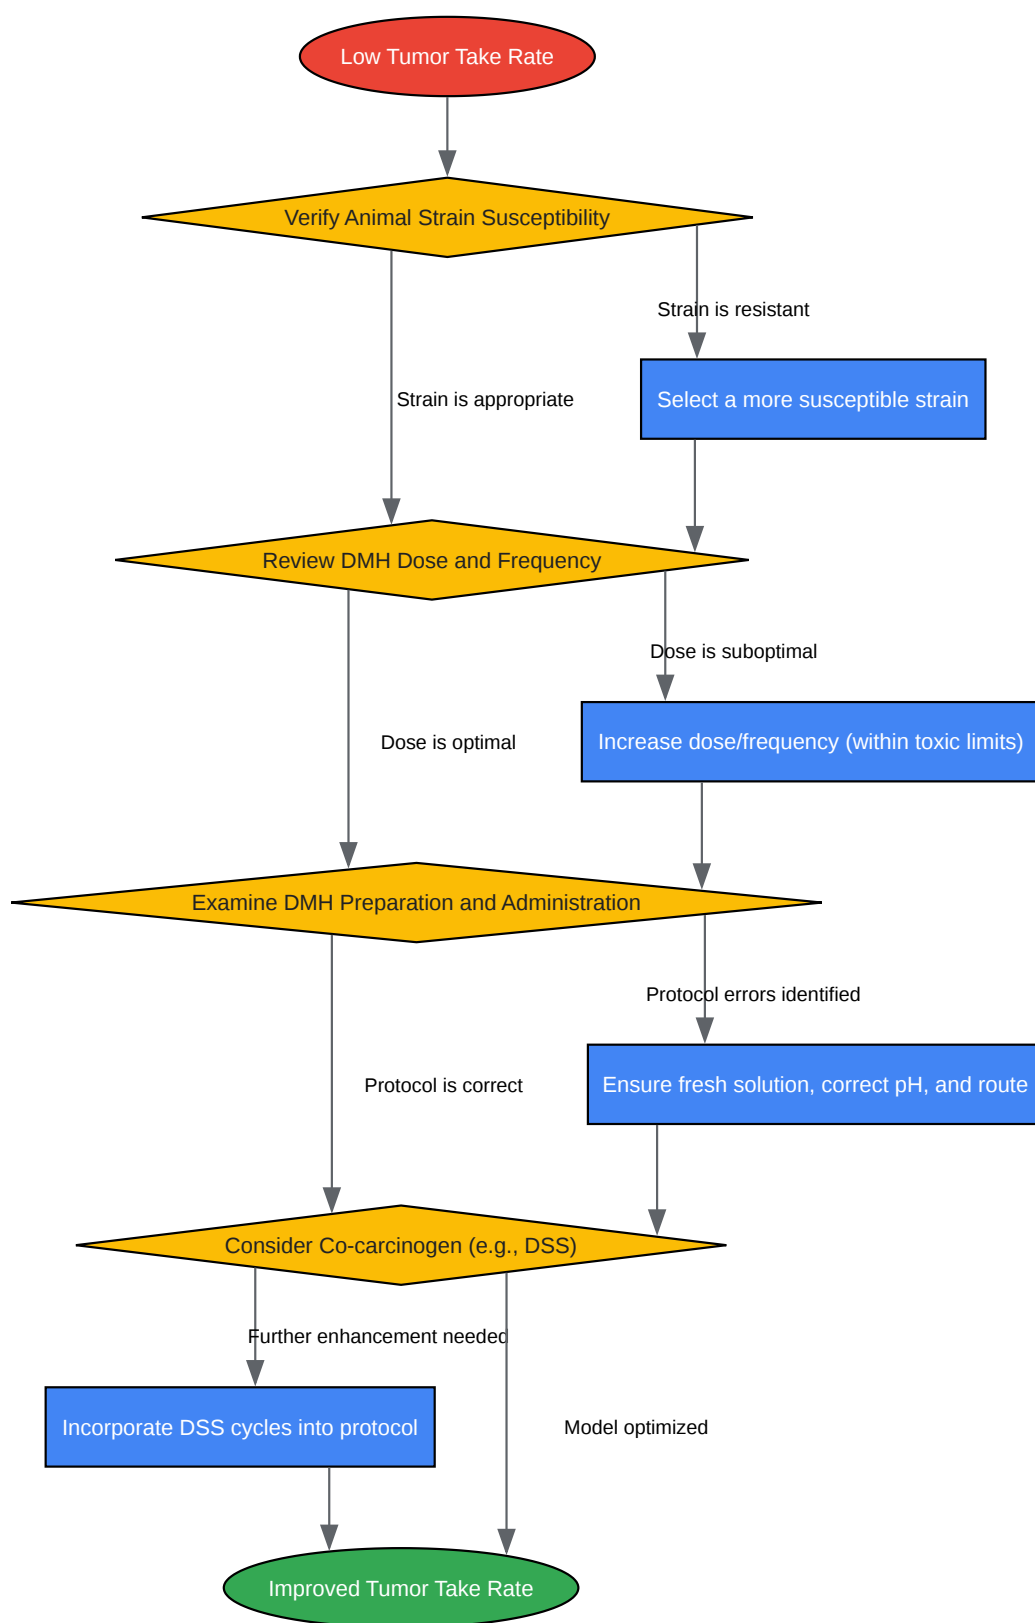 Low Tumor Take Rate
Verify Animal Strain Susceptibility
Strain is resistant
Strain is appropriate
Select a more susceptible strain
Review DMH Dose and Frequency
Dose is suboptimal
Dose is optimal
Increase dose/frequency (within toxic limits)
Examine DMH Preparation and Administration
Protocol errors identified
Protocol is correct
Ensure fresh solution, correct pH, and route
Consider Co-carcinogen (e.g., DSS)
Further enhancement needed
Incorporate DSS cycles into protocol
Model optimized
Improved Tumor Take Rate